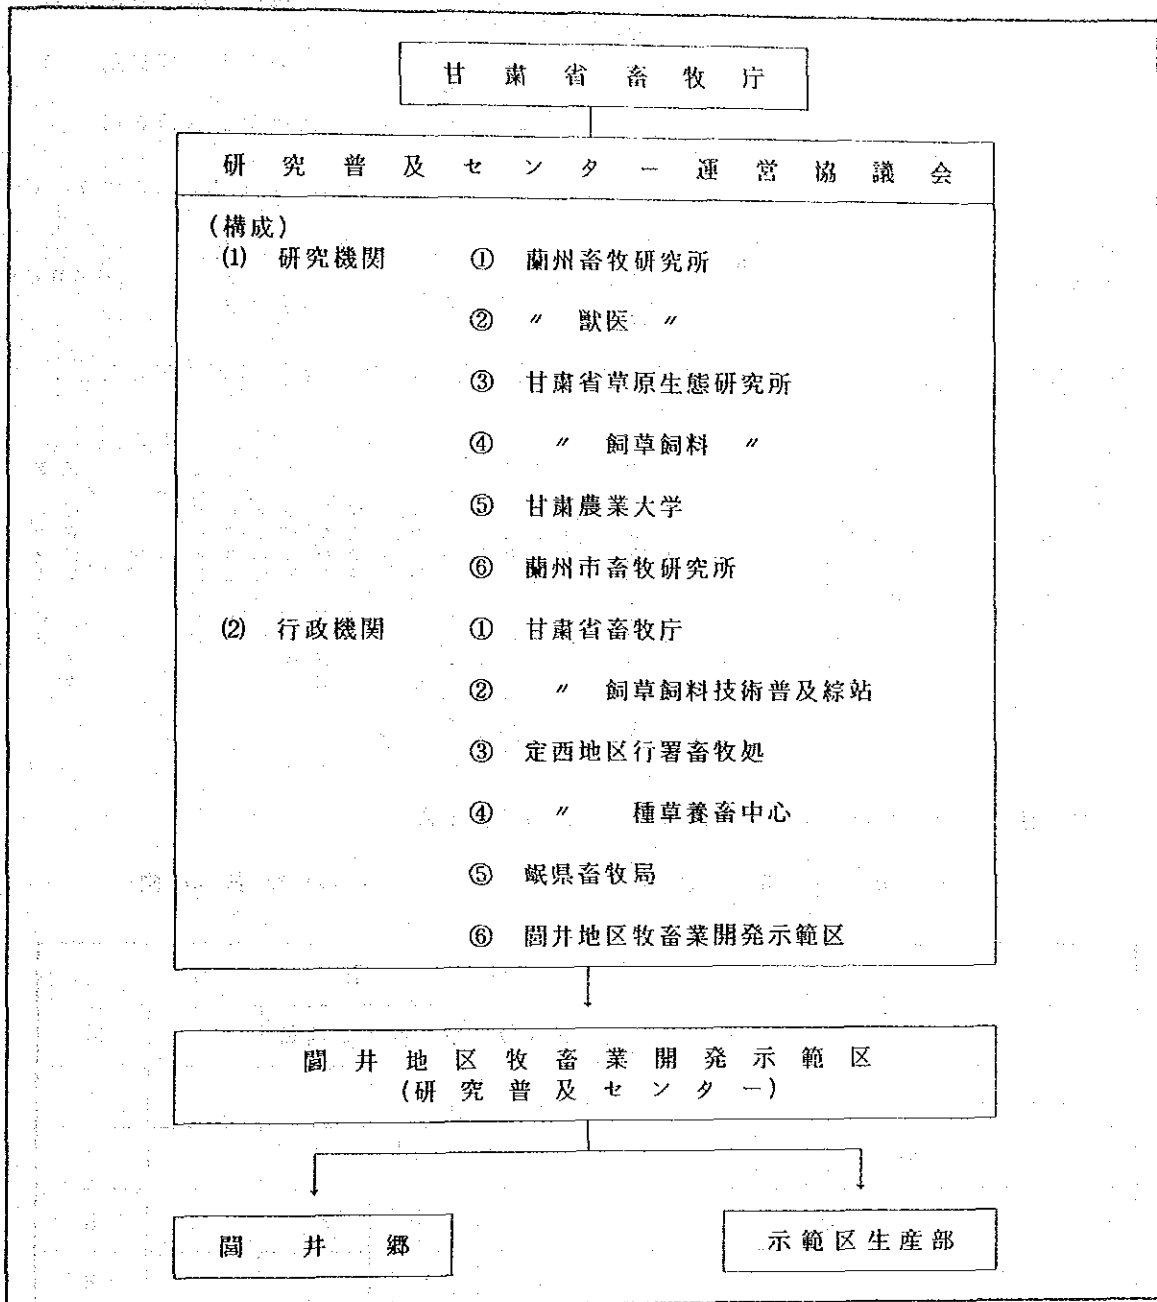 甘粛省畜牧庁
研究普及センター運営協議会
(構成)
(1) 研究機関 ① 蘭州畜牧研究所
② 〃 獣医 〃
③ 甘粛省草原生態研究所
④ 〃 飼草飼料 〃
⑤ 甘粛農業大学
⑥ 蘭州市畜牧研究所
(2) 行政機関 ① 甘粛省畜牧庁
② 〃 飼草飼料技術普及綜站
③ 定西地区行署畜牧処
④ 〃 種草養畜中心
⑤ 岷県畜牧局
⑥ 閭井地区牧畜業開発示範区
閭井地区牧畜業開発示範区
(研究普及センター)
閭井郷
示範区生産部